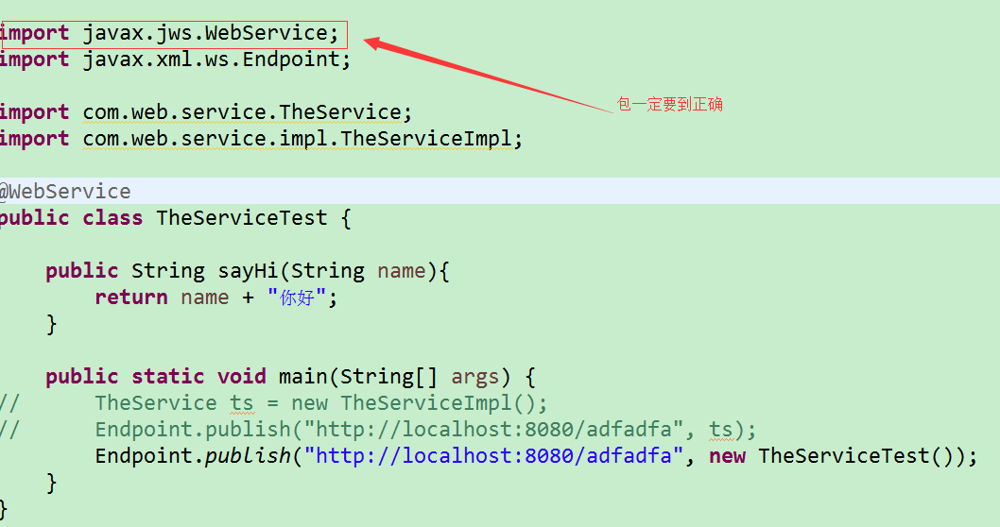 import javax.jws.WebService;
import javax.xml.ws.Endpoint;
包一定要到正确
import com.web.service.TheService;
import com.web.service.impl.TheServiceImpl;
@WebService
public class TheServiceTest {
public String sayHi(String name){
return name + "你好";
}
public static void main(String[] args) {
// TheService ts = new TheServiceImpl();
// Endpoint.publish("http://localhost:8080/adfadfa", ts);
Endpoint.publish("http://localhost:8080/adfadfa", new TheServiceTest());
}
}